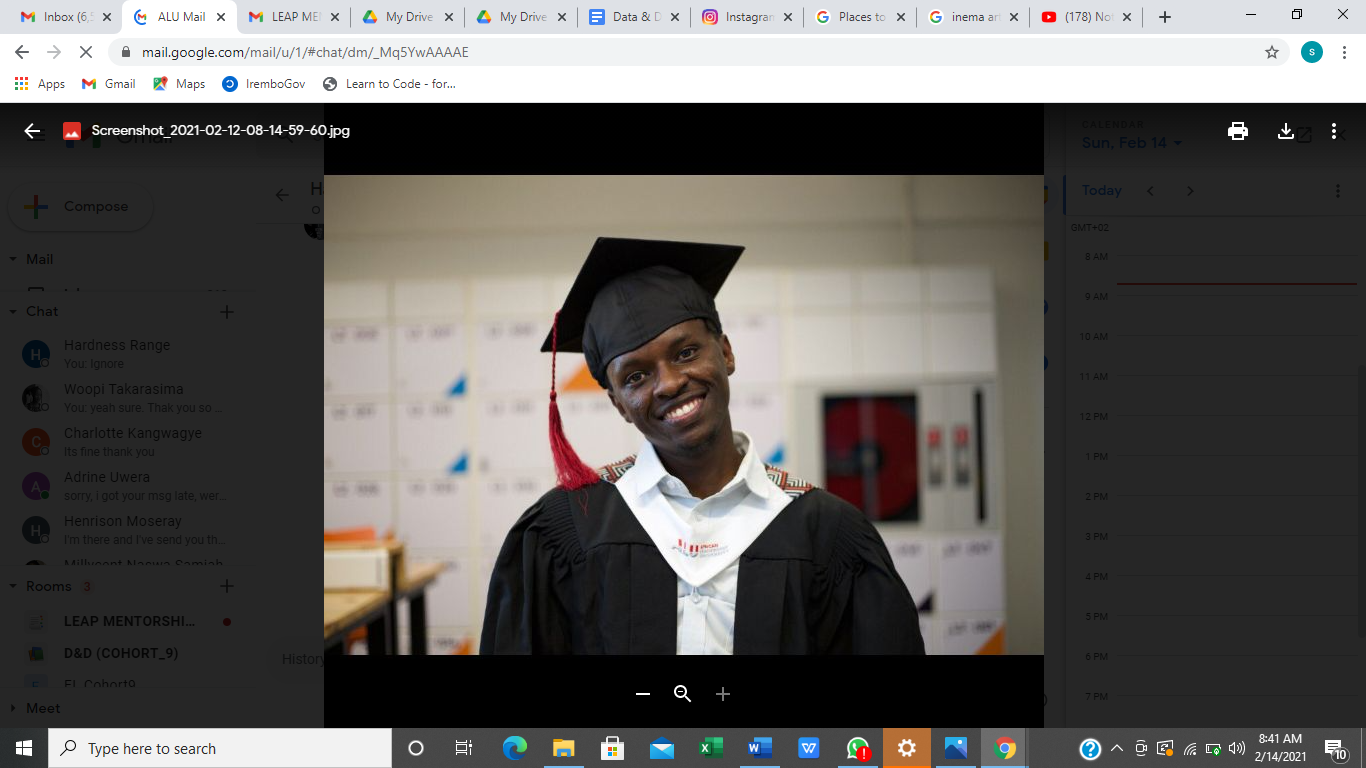 Inbox (6,
ALU Mail
LEAP ME
My Drive
My Drive
Data & D
Instagran
Places to
inema ar
(178) No
mail.google.com/mail/u/1/#chat/dm/_Mq5YwAAAAE
S
Apps
Gmail
Maps
IremboGov
Learn to Code - for...
Screenshot_2021-02-12-08-14-59-60.jpg
Gmail
CALENDAR
Sun, Feb 14
Compose
Today
GMT+02
Mail
Chat
H
Hardness Range
You: Ignore
Woopi Takarasima
You: yeah sure. Thak you so ...
C
Charlotte Kangwagye
Its fine thank you
A
Adrine Uwera
sorry, i got your msg late, wer...
H
Henrison Moseray
I'm there and I've send you th...
Millycent Naswa Samiah
Rooms 3
LEAP MENTORSHI...
D&D (COHORT_9)
E
EL Cohort9
Meet
History
ALU
8 AM
9 AM
10 AM
11 AM
12 PM
1 PM
2 PM
3 PM
4 PM
5 PM
6 PM
7 PM
Type here to search
8:41 AM
2/14/2021
10